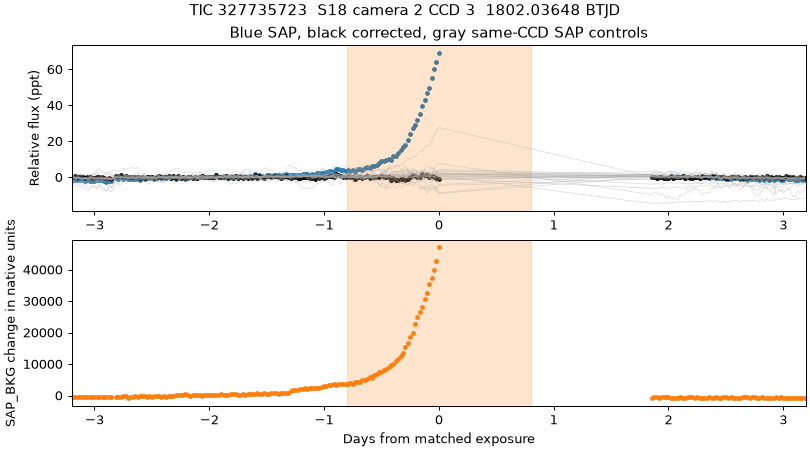 TIC 327735723 S18 camera 2 CCD 3 1802.03648 BTJD
Blue SAP, black corrected, gray same-CCD SAP controls
Relative flux (ppt)
60
40
20
0
−3 −2 −1 0 1 2 3
SAP_BKG change in native units
40000
30000
20000
10000
0
−3 −2 −1 0 1 2 3
Days from matched exposure